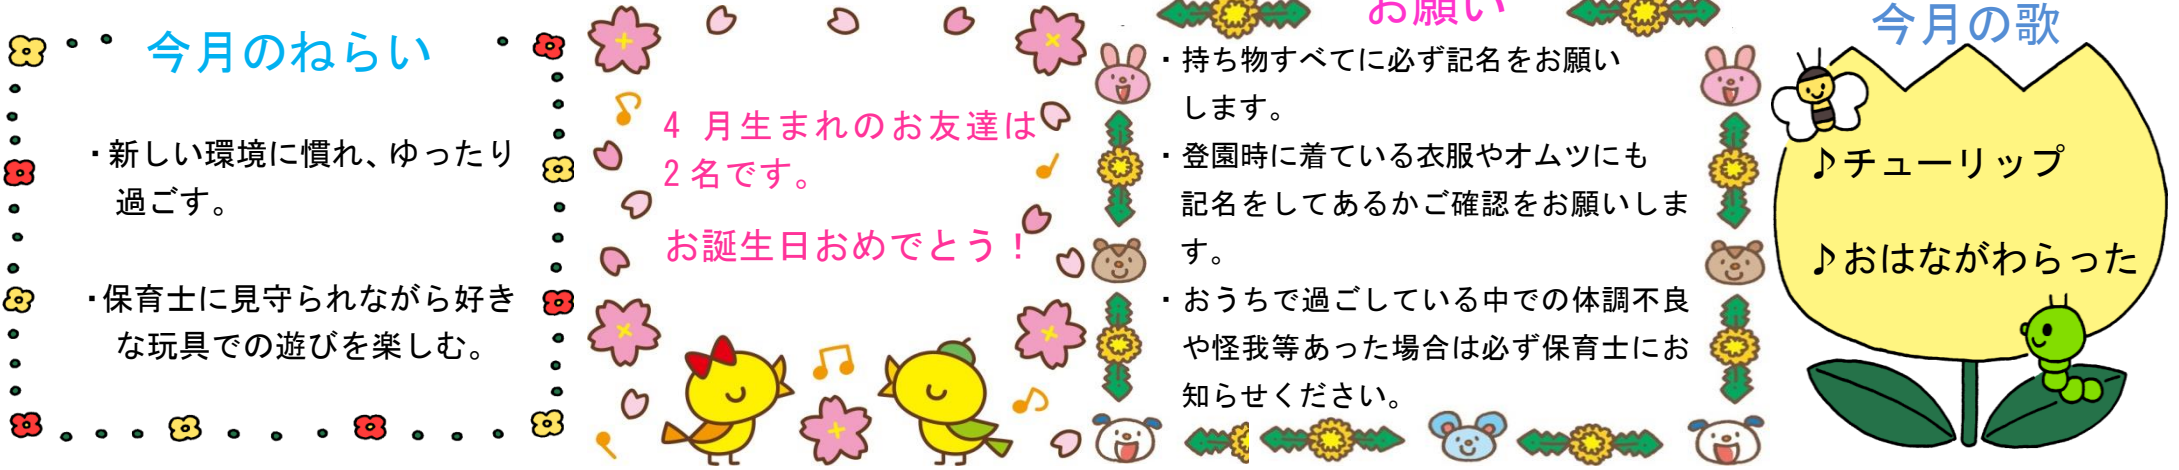 今月のねらい
・新しい環境に慣れ、ゆったり
過ごす。
・保育士に見守られながら好き
な玩具での遊びを楽しむ。
4 月生まれのお友達は
2 名です。
お誕生日おめでとう！
お願い
・持ち物すべてに必ず記名をお願い
します。
・登園時に着ている衣服やオムツにも
記名をしてあるかご確認をお願いしま
す。
・おうちで過ごしている中での体調不良
や怪我等あった場合は必ず保育士にお
知らせください。
今月の歌
♪チューリップ
♪おはながわらった